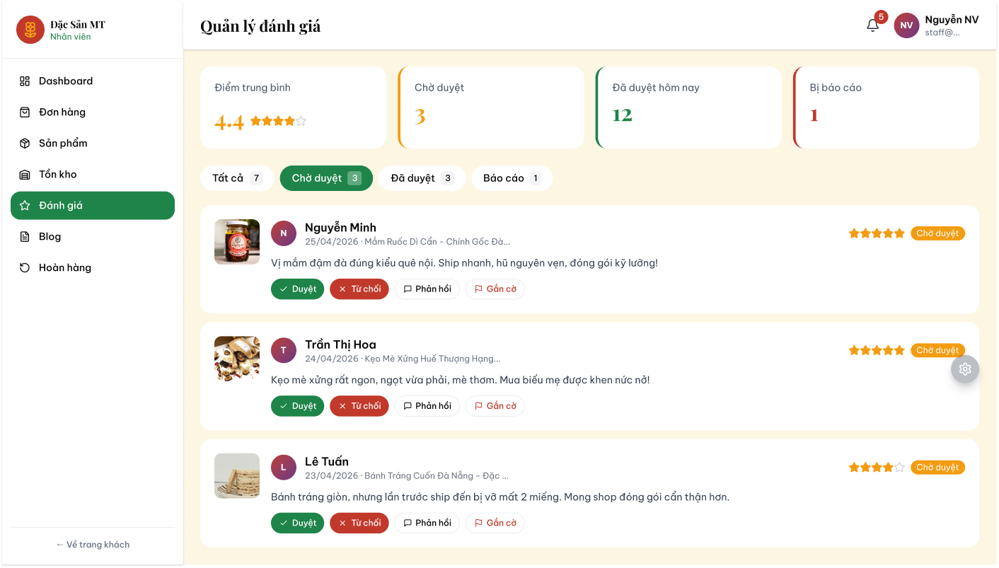 Đặc Sản MT
Nhân viên
Dashboard
Đơn hàng
Sản phẩm
Tồn kho
Đánh giá
Blog
Hoàn hàng
← Về trang khách
Quản lý đánh giá
5
NV
Nguyễn NV
staff@...
Điểm trung bình
4.4
Chờ duyệt
3
Đã duyệt hôm nay
12
Bị báo cáo
1
Tất cả 7
Chờ duyệt 3
Đã duyệt 3
Báo cáo 1
N
Nguyễn Minh
25/04/2026 · Mắm Ruốc Dì Cẩn - Chính Gốc Đà...
Chờ duyệt
Vị mắm đậm đà đúng kiểu quê nội. Ship nhanh, hũ nguyên vẹn, đóng gói kỹ lưỡng!
Duyệt Từ chối Phản hồi Gắn cờ
T
Trần Thị Hoa
24/04/2026 · Kẹo Mè Xửng Huế Thượng Hạng...
Chờ duyệt
Kẹo mè xửng rất ngon, ngọt vừa phải, mè thơm. Mua biếu mẹ được khen nức nở!
Duyệt Từ chối Phản hồi Gắn cờ
L
Lê Tuấn
23/04/2026 · Bánh Tráng Cuốn Đà Nẵng - Đặc ...
Chờ duyệt
Bánh tráng giòn, nhưng lần trước ship đến bị vỡ mất 2 miếng. Mong shop đóng gói cẩn thận hơn.
Duyệt Từ chối Phản hồi Gắn cờ